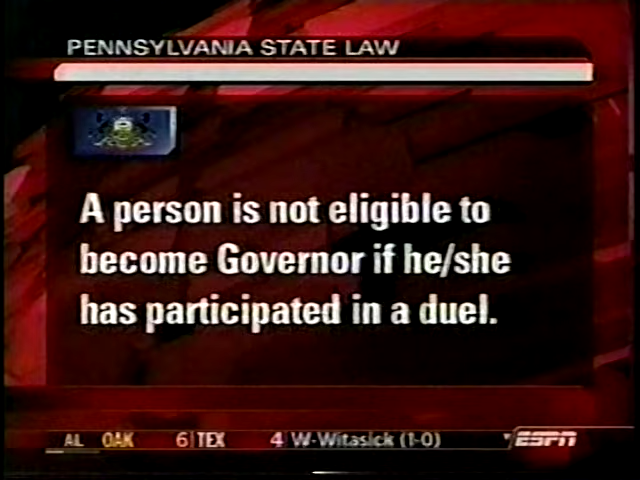 PENNSYLVANIA STATE LAW
A person is not eligible to
become Governor if he/she
has participated in a duel.
AL OAK 6 TEX 4 W-Witasick (1-0) ESPN